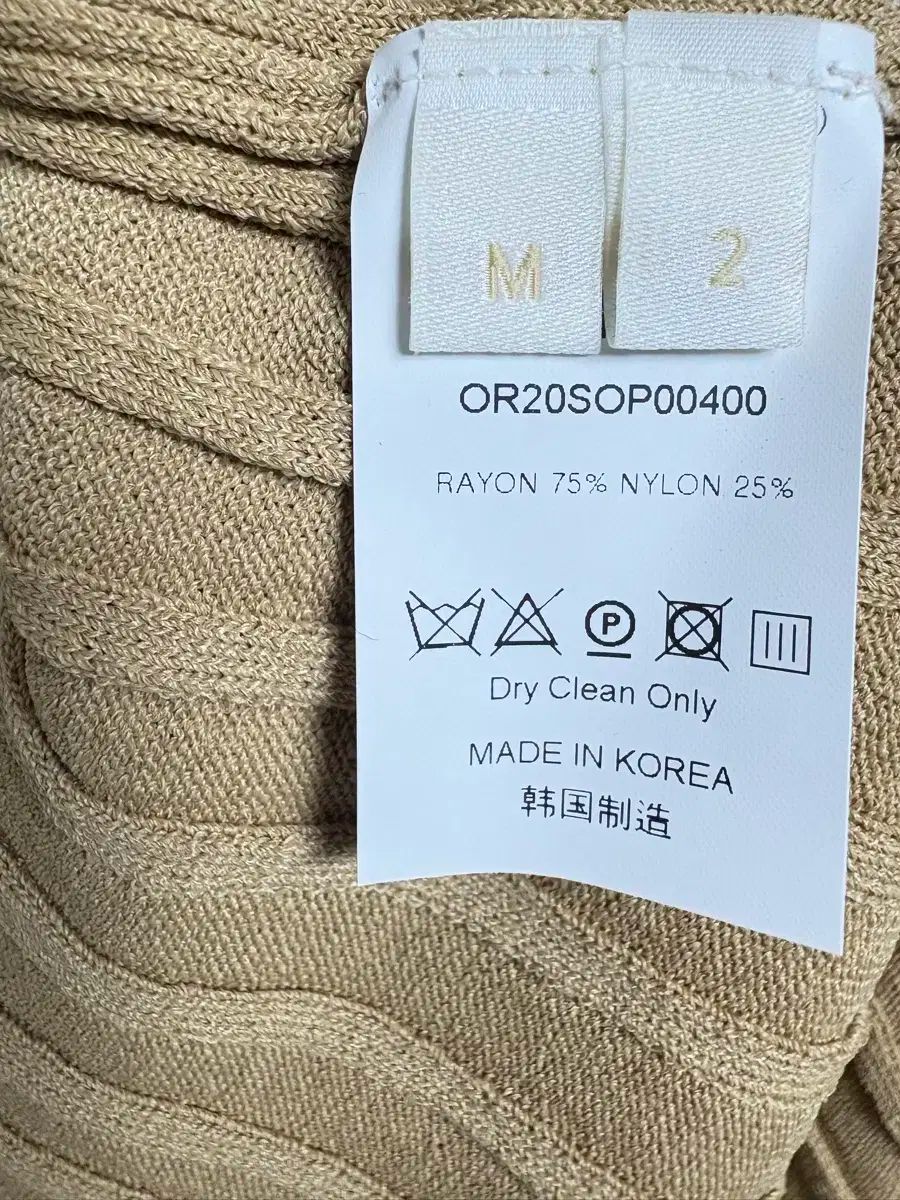 M
2
OR20SOP00400
RAYON 75% NYLON 25%
P
Dry Clean Only
MADE IN KOREA
韩国制造